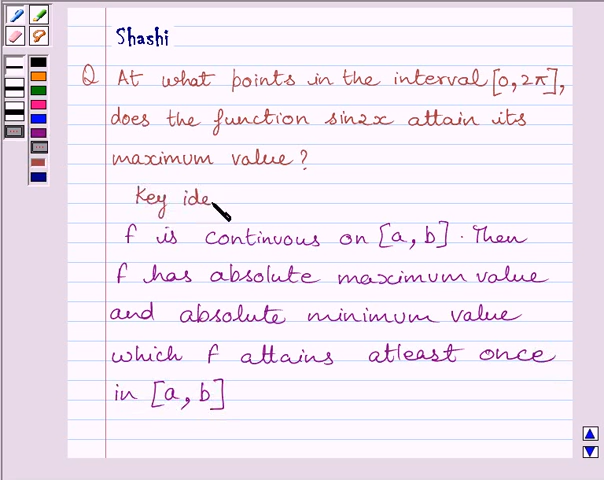 Shashi
Q At what points in the interval [0, 2π],
does the function sin2x attain its
maximum value?
Key ide
f is continuous on [a, b]. Then
f has absolute maximum value
and absolute minimum value
which f attains atleast once
in [a, b]